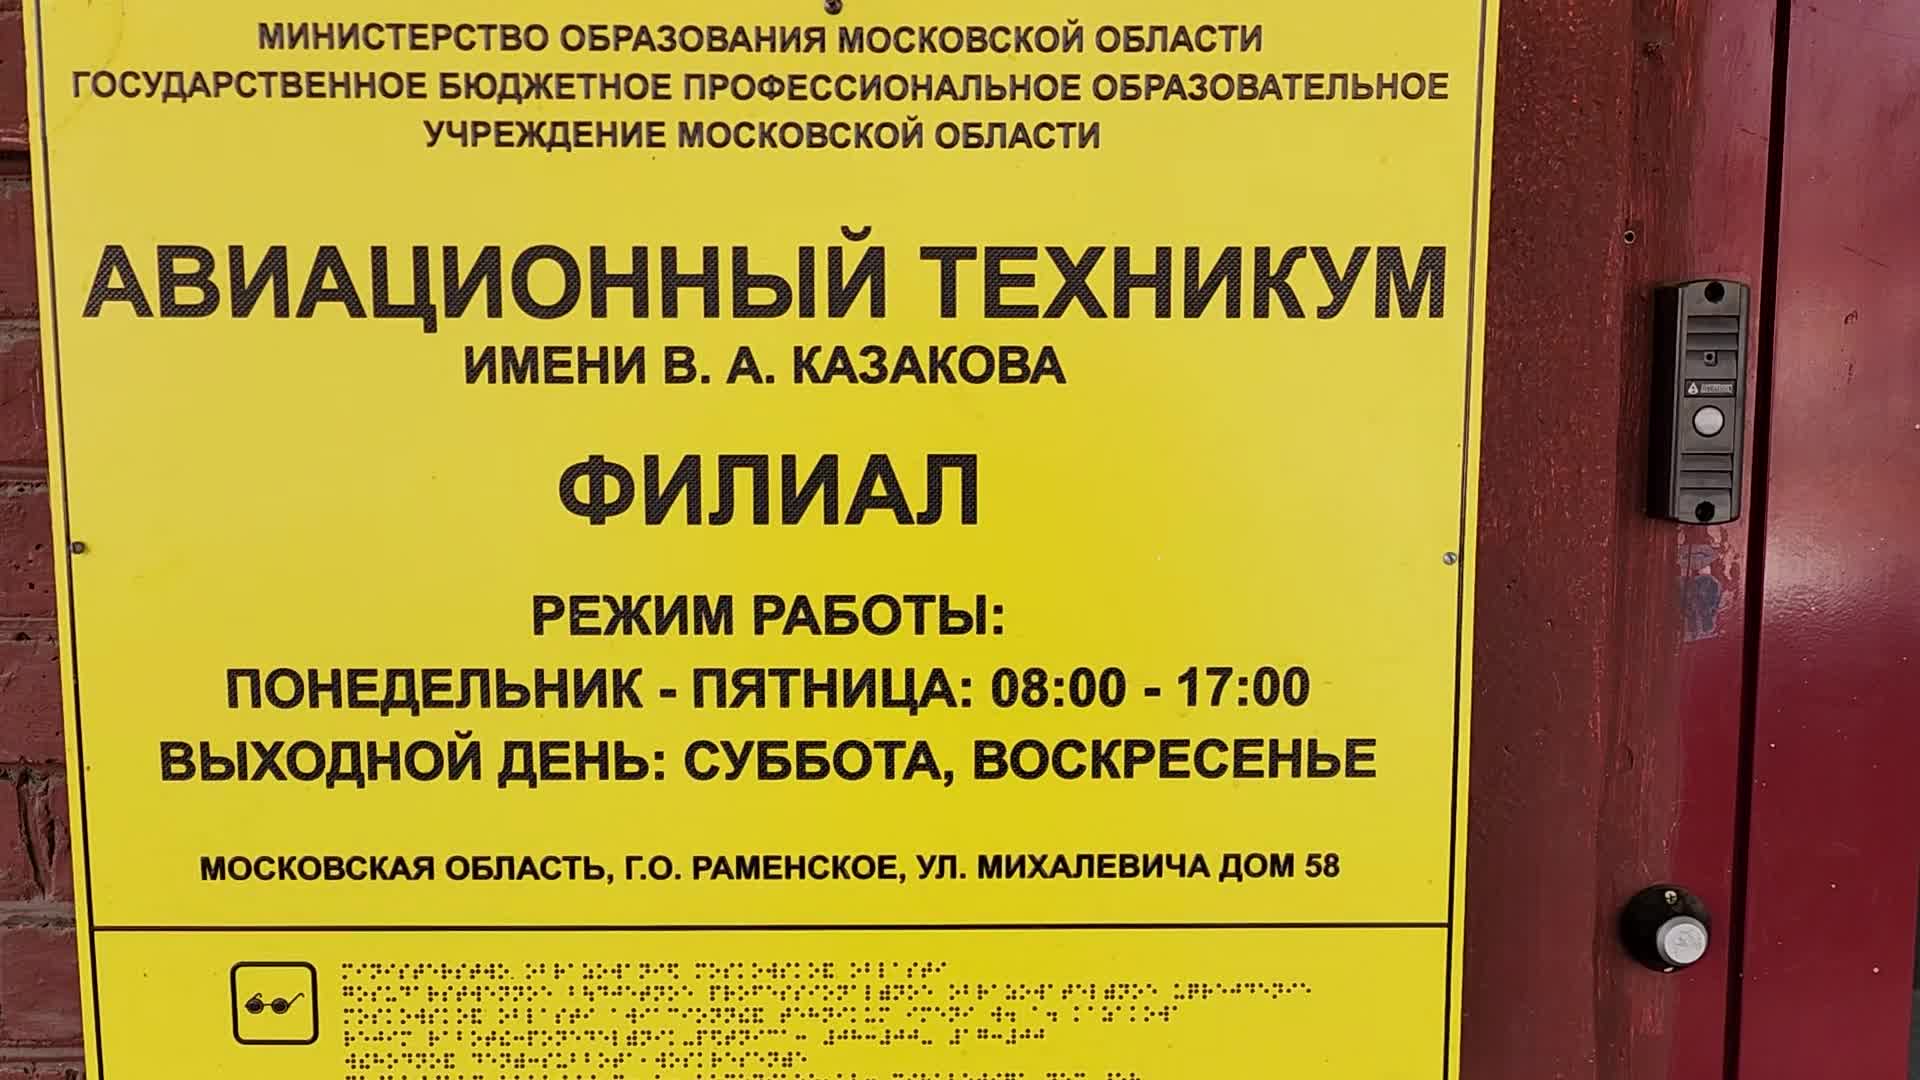 МИНИСТЕРСТВО ОБРАЗОВАНИЯ МОСКОВСКОЙ ОБЛАСТИ
ГОСУДАРСТВЕННОЕ БЮДЖЕТНОЕ ПРОФЕССИОНАЛЬНОЕ ОБРАЗОВАТЕЛЬНОЕ
УЧРЕЖДЕНИЕ МОСКОВСКОЙ ОБЛАСТИ
АВИАЦИОННЫЙ ТЕХНИКУМ
ИМЕНИ В. А. КАЗАКОВА
ФИЛИАЛ
РЕЖИМ РАБОТЫ:
ПОНЕДЕЛЬНИК - ПЯТНИЦА: 08:00 - 17:00
ВЫХОДНОЙ ДЕНЬ: СУББОТА, ВОСКРЕСЕНЬЕ
МОСКОВСКАЯ ОБЛАСТЬ, Г.О. РАМЕНСКОЕ, УЛ. МИХАЛЕВИЧА ДОМ 58